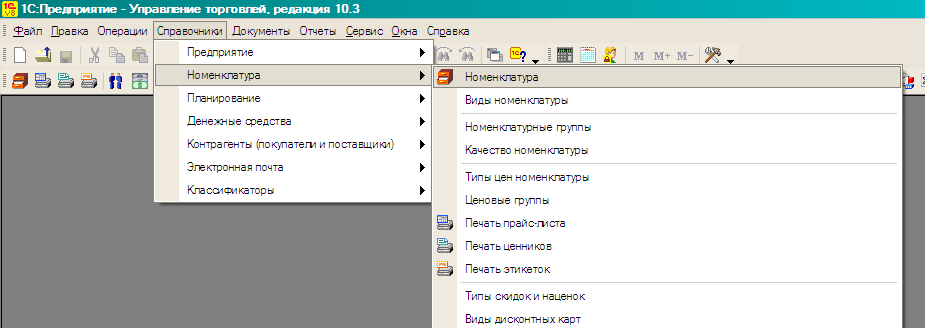 1С:Предприятие - Управление торговлей, редакция 10.3
Файл Правка Операции Справочники Документы Отчеты Сервис Окна Справка
M M+ M-
Предприятие
Номенклатура
Планирование
Денежные средства
Контрагенты (покупатели и поставщики)
Электронная почта
Классификаторы
Номенклатура
Виды номенклатуры
Номенклатурные группы
Качество номенклатуры
Типы цен номенклатуры
Ценовые группы
Печать прайс-листа
Печать ценников
Печать этикеток
Типы скидок и наценок
Виды дисконтных карт